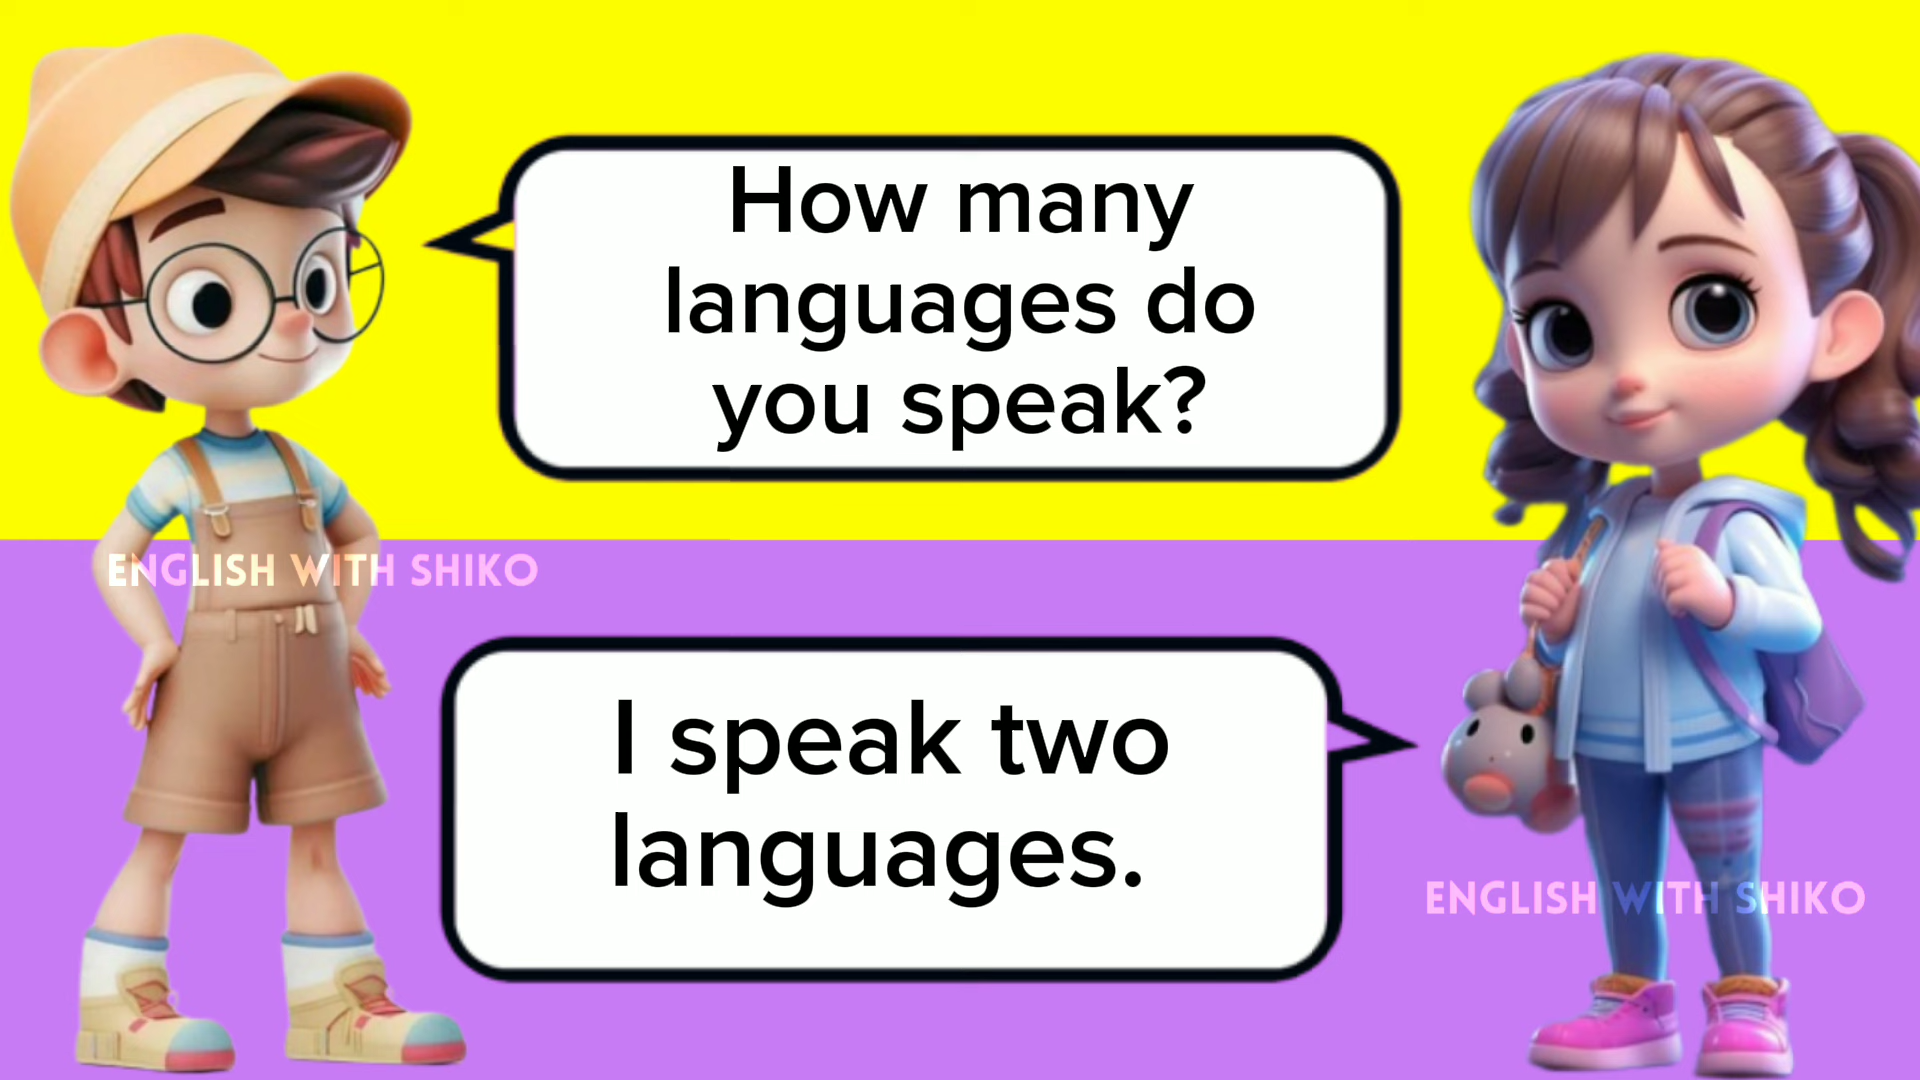 How many
languages do
you speak?
ENGLISH WITH SHIKO
I speak two
languages.
ENGLISH WITH SHIKO